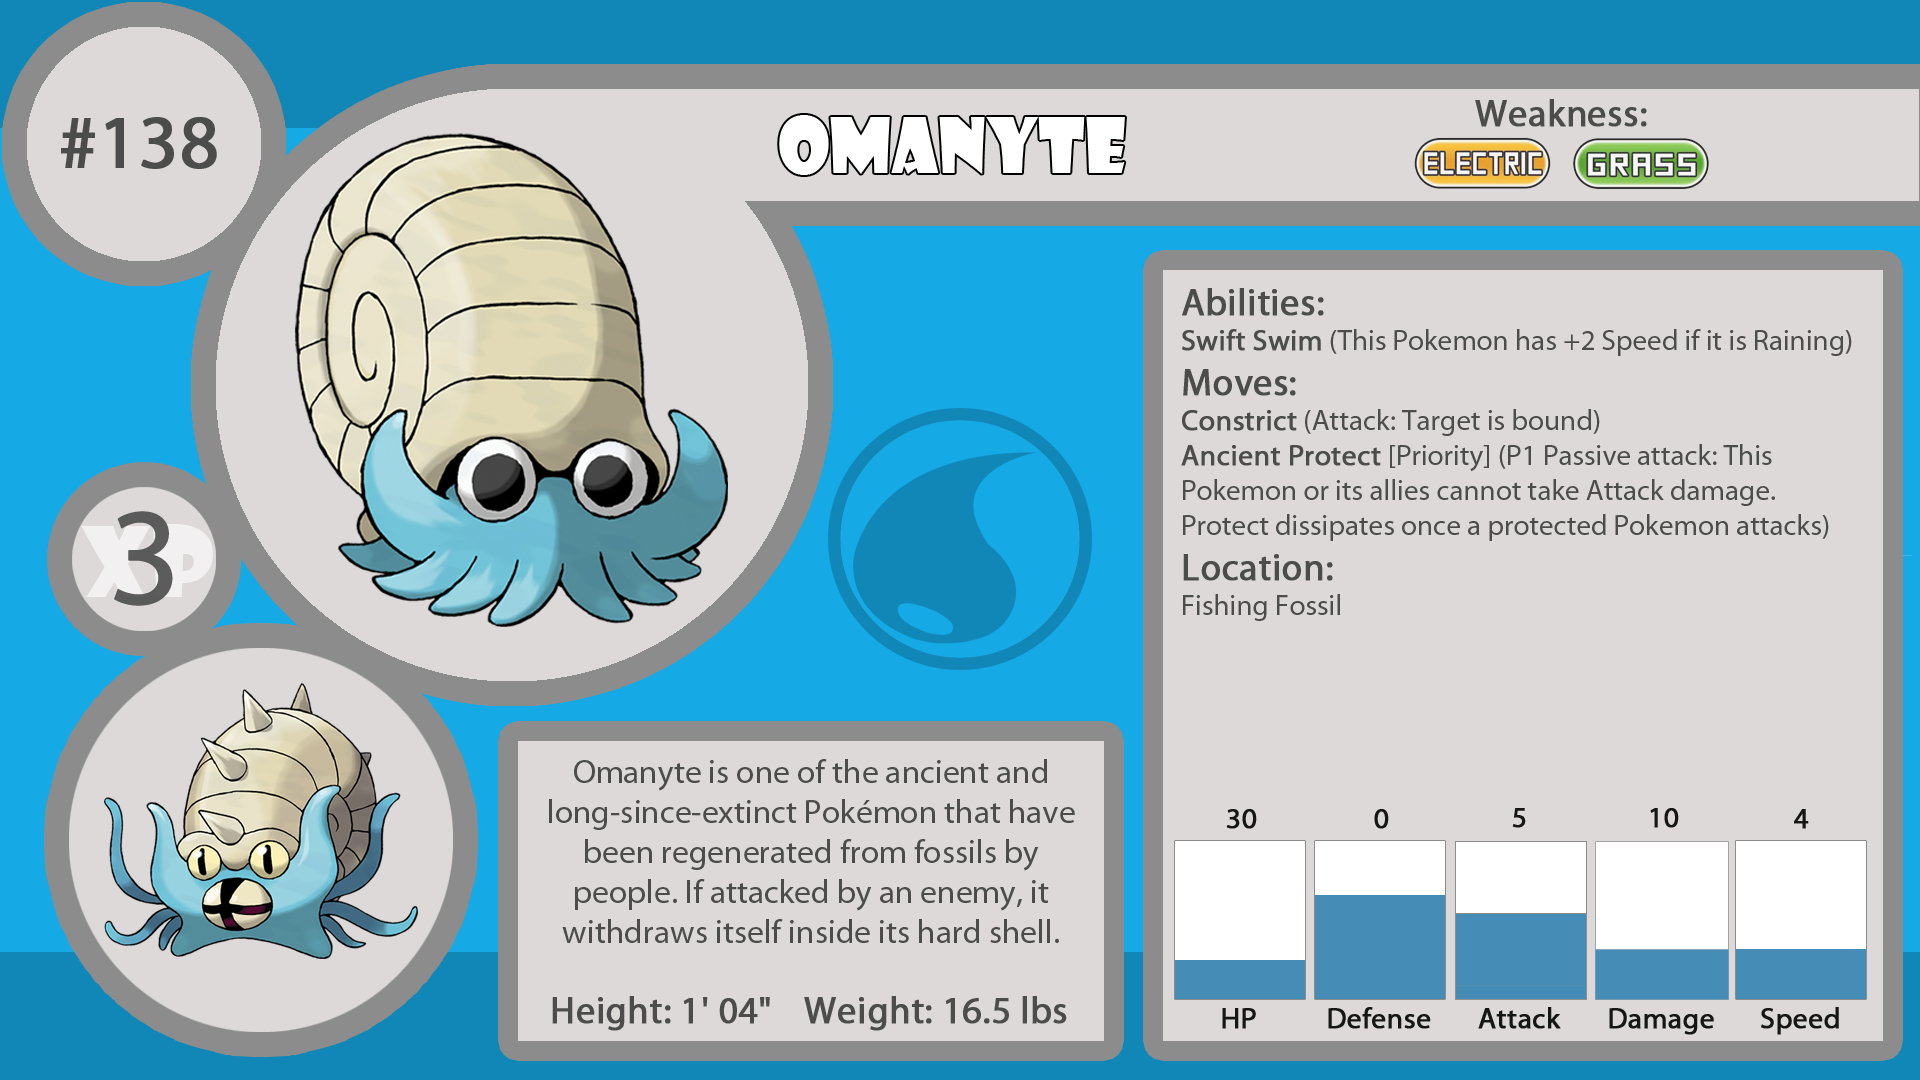 #138
OMANYTE
Weakness:
ELECTRIC GRASS
Abilities:
Swift Swim (This Pokemon has +2 Speed if it is Raining)
Moves:
Constrict (Attack: Target is bound)
Ancient Protect [Priority] (P1 Passive attack: This
Pokemon or its allies cannot take Attack damage.
Protect dissipates once a protected Pokemon attacks)
Location:
Fishing Fossil
XP
3
Omanyte is one of the ancient and
long-since-extinct Pokémon that have
been regenerated from fossils by
people. If attacked by an enemy, it
withdraws itself inside its hard shell.
Height: 1' 04" Weight: 16.5 lbs
30 0 5 10 4
HP Defense Attack Damage Speed